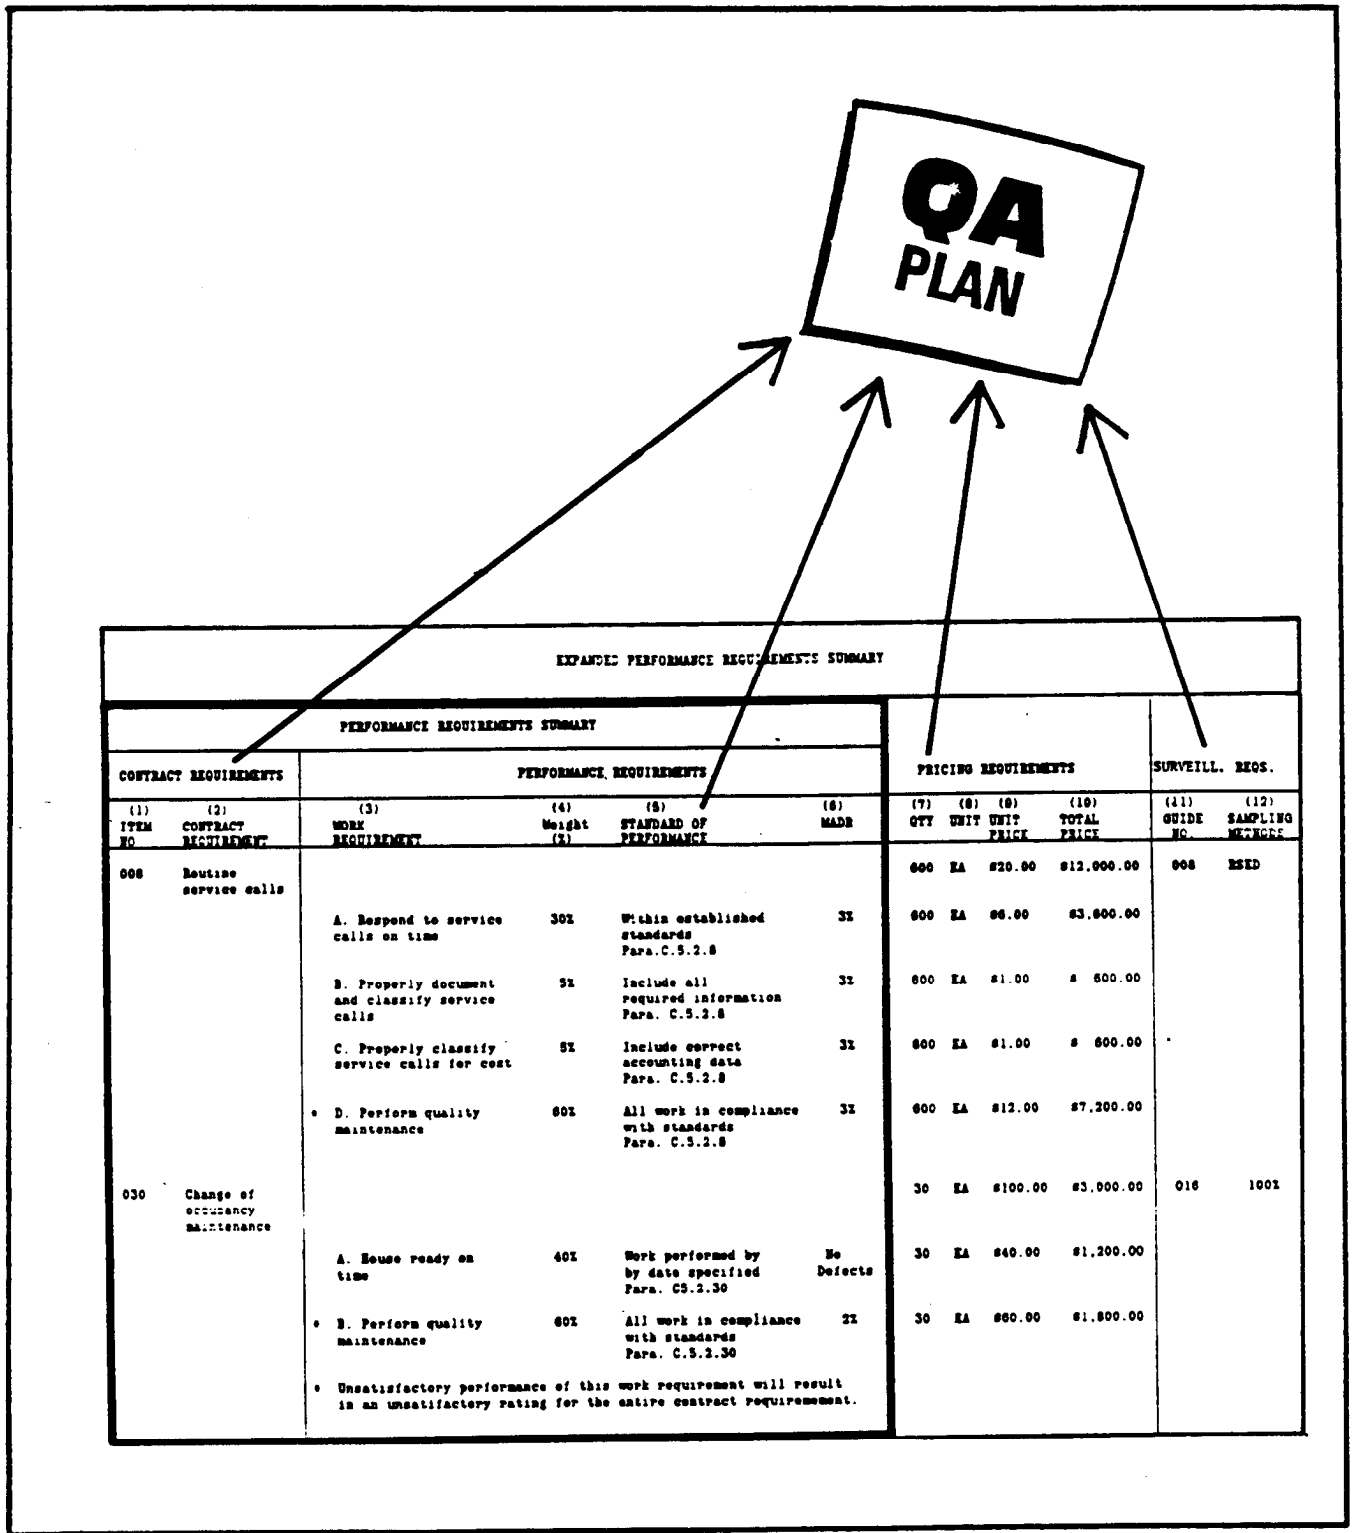 QA
PLAN
EXPANDED PERFORMANCE REQUIREMENTS SUMMARY
PERFORMANCE REQUIREMENTS SUMMARY
CONTRACT REQUIREMENTS PERFORMANCE REQUIREMENTS PRICING REQUIREMENTS SURVEILL. REQS.
(1) (2) (3) (4) (5) (6) (7) (8) (9) (10) (11) (12)
ITEM CONTRACT WORK Weight STANDARD OF MADR QTY UNIT UNIT TOTAL GUIDE SAMPLING
NO REQUIREMENT REQUIREMENT (%) PERFORMANCE PRICE PRICE NO. METHODS
008 Routine 600 EA $20.00 $12,000.00 008 RSED
service calls
A. Respond to service 30% Within established 3% 600 EA $6.00 $3,600.00
calls on time standards
Para.C.5.2.8
B. Properly document 5% Include all 3% 600 EA $1.00 $ 600.00
and classify service required information
calls Para. C.5.2.8
C. Properly classify 5% Include correct 3% 600 EA $1.00 $ 600.00
service calls for cost accounting data
Para. C.5.2.8
* D. Perform quality 60% All work in compliance 3% 600 EA $12.00 $7,200.00
maintenance with standards
Para. C.5.2.8
030 Change of 30 EA $100.00 $3,000.00 016 100%
occupancy
maintenance
A. House ready on 40% Work performed by No 30 EA $40.00 $1,200.00
time by date specified Defects
Para. C5.2.30
* B. Perform quality 60% All work in compliance 2% 30 EA $60.00 $1,800.00
maintenance with standards
Para. C.5.2.30
* Unsatisfactory performance of this work requirement will result
in an unsatifactory rating for the entire contract requiremement.